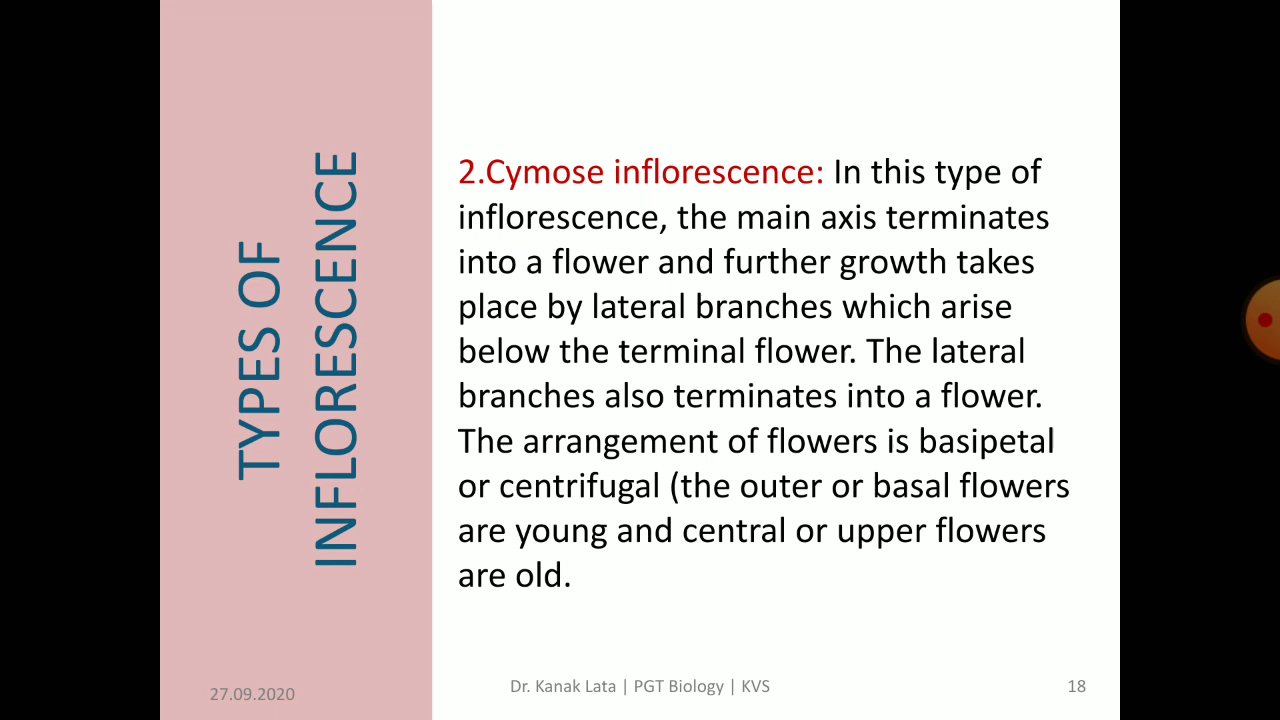 TYPES OF
INFLORESCENCE
2.Cymose inflorescence: In this type of
inflorescence, the main axis terminates
into a flower and further growth takes
place by lateral branches which arise
below the terminal flower. The lateral
branches also terminates into a flower.
The arrangement of flowers is basipetal
or centrifugal (the outer or basal flowers
are young and central or upper flowers
are old.
27.09.2020
Dr. Kanak Lata | PGT Biology | KVS
18